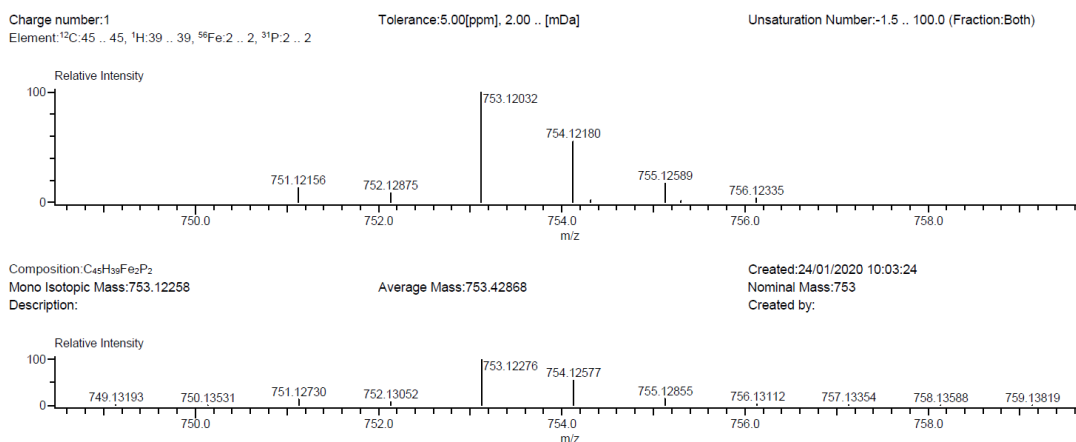 Charge number:1 Tolerance:5.00[ppm], 2.00 .. [mDa] Unsaturation Number:-1.5 .. 100.0 (Fraction:Both)
Element:¹²C:45 .. 45, ¹H:39 .. 39, ⁵⁶Fe:2 .. 2, ³¹P:2 .. 2
Relative Intensity
100
753.12032
754.12180
751.12156
755.12589
752.12875
756.12335
0
750.0 752.0 754.0 756.0 758.0
m/z
Composition:C₄₅H₃₉Fe₂P₂ Created:24/01/2020 10:03:24
Mono Isotopic Mass:753.12258 Average Mass:753.42868 Nominal Mass:753
Description: Created by:
Relative Intensity
100
753.12276
754.12577
751.12730
755.12855
749.13193 750.13531 752.13052 756.13112 757.13354 758.13588 759.13819
0
750.0 752.0 754.0 756.0 758.0
m/z